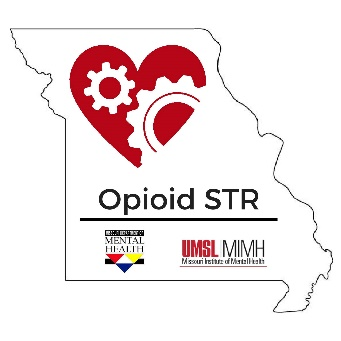 Opioid STR
MENTAL
HEALTH
UMSL MIMH
Missouri Institute of Mental Health